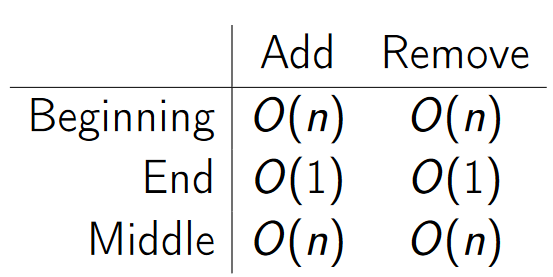 Add Remove
Beginning O(n) O(n)
End O(1) O(1)
Middle O(n) O(n)